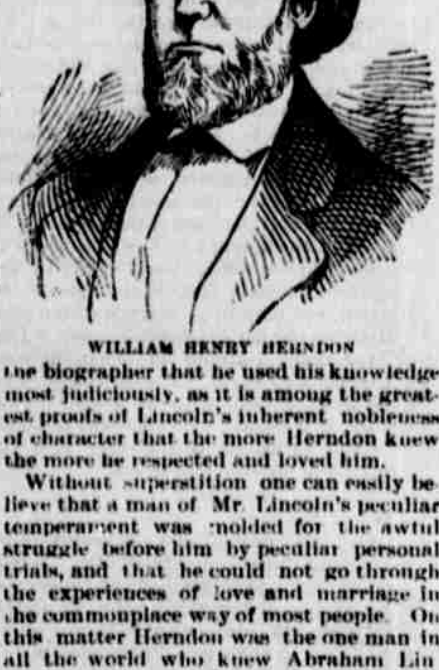 WILLIAM HENRY HERNDON
the biographer that he used his knowledge
most judiciously, as it is among the great-
est proofs of Lincoln's inherent nobleness
of character that the more Herndon knew
the more he respected and loved him.
Without superstition one can easily be-
lieve that a man of Mr. Lincoln's peculiar
temperament was molded for the awful
struggle before him by peculiar personal
trials, and that he could not go through
the experiences of love and marriage in
the commonplace way of most people. On
this matter Herndon was the one man in
all the world who knew Abraham Lin-